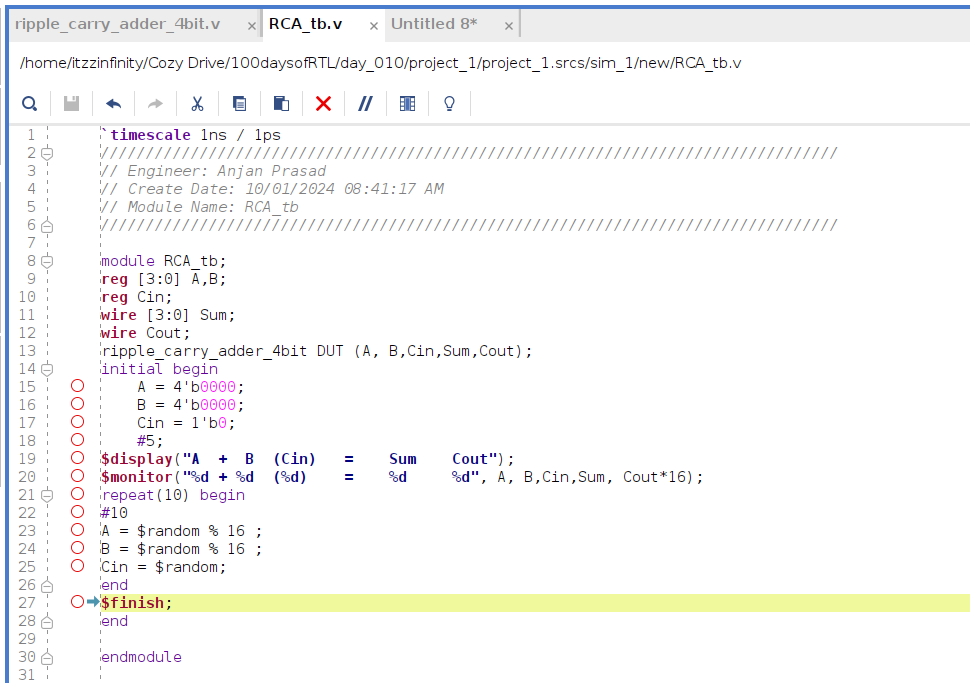 ripple_carry_adder_4bit.v × RCA_tb.v × Untitled 8* ×
/home/itzzinfinity/Cozy Drive/100daysofRTL/day_010/project_1/project_1.srcs/sim_1/new/RCA_tb.v
1 `timescale 1ns / 1ps
2 //////////////////////////////////////////////////////////////////////////////////
3 // Engineer: Anjan Prasad
4 // Create Date: 10/01/2024 08:41:17 AM
5 // Module Name: RCA_tb
6 //////////////////////////////////////////////////////////////////////////////////
7
8 module RCA_tb;
9 reg [3:0] A,B;
10 reg Cin;
11 wire [3:0] Sum;
12 wire Cout;
13 ripple_carry_adder_4bit DUT (A, B,Cin,Sum,Cout);
14 initial begin
15     A = 4'b0000;
16     B = 4'b0000;
17     Cin = 1'b0;
18     #5;
19 $display("A  +  B  (Cin)   =    Sum    Cout");
20 $monitor("%d + %d  (%d)    =    %d     %d", A, B,Cin,Sum, Cout*16);
21 repeat(10) begin
22 #10
23 A = $random % 16 ;
24 B = $random % 16 ;
25 Cin = $random;
26 end
27 $finish;
28 end
29
30 endmodule
31